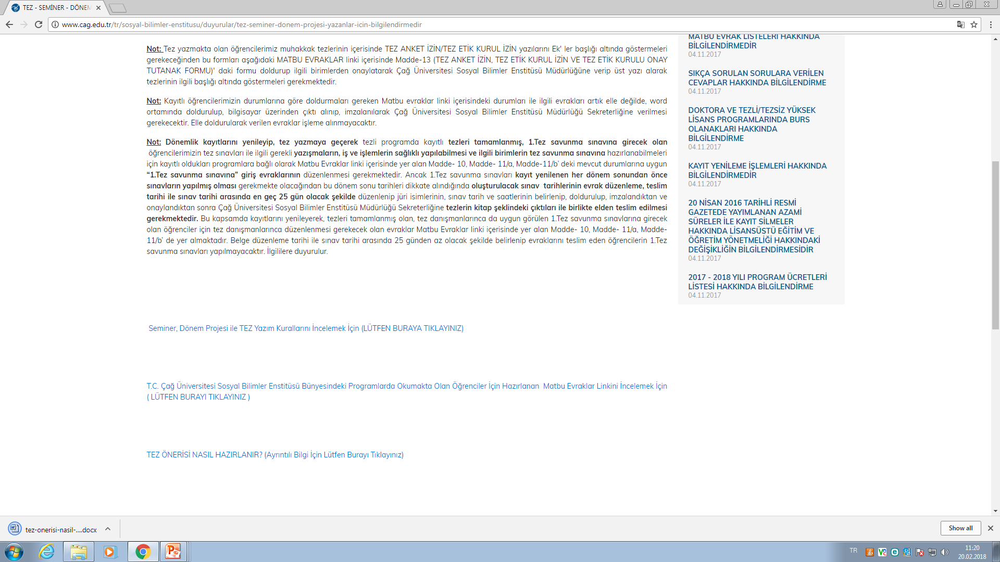 TEZ - SEMİNER - DÖNEM
www.cag.edu.tr/tr/sosyal-bilimler-enstitusu/duyurular/tez-seminer-donem-projesi-yazanlar-icin-bilgilendirmedir
Not: Tez yazmakta olan öğrencilerimiz muhakkak tezlerinin içerisinde TEZ ANKET İZİN/TEZ ETİK KURUL İZİN yazılarını Ek' ler başlığı altında göstermeleri
gerekeceğinden bu formları aşağıdaki MATBU EVRAKLAR linki içerisinde Madde-13 (TEZ ANKET İZİN, TEZ ETİK KURUL İZİN VE TEZ ETİK KURULU ONAY
TUTANAK FORMU)' daki formu doldurup ilgili birimlerden onaylatarak Çağ Üniversitesi Sosyal Bilimler Enstitüsü Müdürlüğüne verip üst yazı alarak
tezlerinin ilgili başlığı altında göstermeleri gerekmektedir.
Not: Kayıtlı öğrencilerimizin durumlarına göre doldurmaları gereken Matbu evraklar linki içerisindeki durumları ile ilgili evrakları artık elle değilde, word
ortamında doldurulup, bilgisayar üzerinden çıktı alınıp, imzalanılarak Çağ Üniversitesi Sosyal Bilimler Enstitüsü Müdürlüğü Sekreterliğine verilmesi
gerekecektir. Elle doldurularak verilen evraklar işleme alınmayacaktır.
Not: Dönemlik kayıtlarını yenileyip, tez yazmaya geçerek tezli programda kayıtlı tezleri tamamlanmış, 1.Tez savunma sınavına girecek olan
öğrencilerimizin tez sınavları ile ilgili gerekli yazışmaların, iş ve işlemlerin sağlıklı yapılabilmesi ve ilgili birimlerin tez savunma sınavına hazırlanabilmeleri
için kayıtlı oldukları programlara bağlı olarak Matbu Evraklar linki içerisinde yer alan Madde- 10, Madde- 11/a, Madde-11/b' deki mevcut durumlarına uygun
“1.Tez savunma sınavına” giriş evraklarının düzenlenmesi gerekmektedir. Ancak 1.Tez savunma sınavları kayıt yenilenen her dönem sonundan önce
sınavların yapılmış olması gerekmekte olacağından bu dönem sonu tarihleri dikkate alındığında oluşturulacak sınav tarihlerinin evrak düzenleme, teslim
tarihi ile sınav tarihi arasında en geç 25 gün olacak şekilde düzenlenip jüri isimlerinin, sınav tarih ve saatlerinin belirlenip, doldurulup, imzalandıktan ve
onaylandıktan sonra Çağ Üniversitesi Sosyal Bilimler Enstitüsü Müdürlüğü Sekreterliğine tezlerin kitap şeklindeki çıktıları ile birlikte elden teslim edilmesi
gerekmektedir. Bu kapsamda kayıtlarını yenileyerek, tezleri tamamlanmış olan, tez danışmanlarınca da uygun görülen 1.Tez savunma sınavlarına girecek
olan öğrenciler için tez danışmanlarınca düzenlenmesi gerekecek olan evraklar Matbu Evraklar linki içerisinde yer alan Madde- 10, Madde- 11/a, Madde-
11/b' de yer almaktadır. Belge düzenleme tarihi ile sınav tarihi arasında 25 günden az olacak şekilde belirlenip evraklarını teslim eden öğrencilerin 1.Tez
savunma sınavları yapılmayacaktır. İlgililere duyurulur.
Seminer, Dönem Projesi ile TEZ Yazım Kurallarını İncelemek İçin (LÜTFEN BURAYA TIKLAYINIZ)
T.C. Çağ Üniversitesi Sosyal Bilimler Enstitüsü Bünyesindeki Programlarda Okumakta Olan Öğrenciler İçin Hazırlanan Matbu Evraklar Linkini İncelemek İçin
( LÜTFEN BURAYI TIKLAYINIZ )
TEZ ÖNERİSİ NASIL HAZIRLANIR? (Ayrıntılı Bilgi İçin Lütfen Burayı Tıklayınız)
MATBU EVRAK LİSTELERİ HAKKINDA
BİLGİLENDİRMEDİR
04.11.2017
SIKÇA SORULAN SORULARA VERİLEN
CEVAPLAR HAKKINDA BİLGİLENDİRME
04.11.2017
DOKTORA VE TEZLİ/TEZSİZ YÜKSEK
LİSANS PROGRAMLARINDA BURS
OLANAKLARI HAKKINDA
BİLGİLENDİRME
04.11.2017
KAYIT YENİLEME İŞLEMLERİ HAKKINDA
BİLGİLENDİRMEDİR
04.11.2017
20 NİSAN 2016 TARİHLİ RESMİ
GAZETEDE YAYIMLANAN AZAMİ
SÜRELER İLE KAYIT SİLMELER
HAKKINDA LİSANSÜSTÜ EĞİTİM VE
ÖĞRETİM YÖNETMELİĞİ HAKKINDAKİ
DEĞİŞİKLİĞİN BİLGİLENDİRMESİDİR
04.11.2017
2017 - 2018 YILI PROGRAM ÜCRETLERİ
LİSTESİ HAKKINDA BİLGİLENDİRME
04.11.2017
tez-onerisi-nasil-....docx
Show all
TR
11:20
20.02.2018